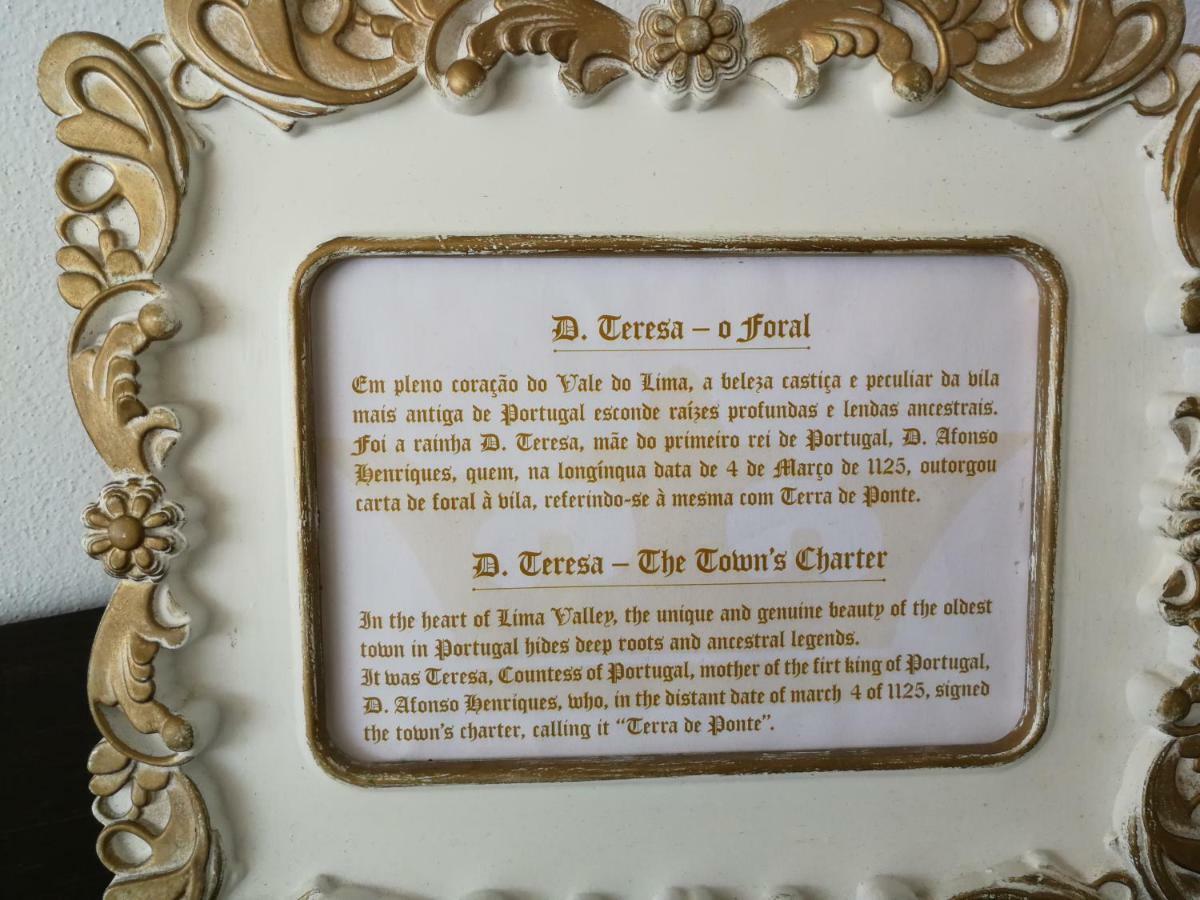 D. Teresa – o Foral
Em pleno coração do Vale do Lima, a beleza castiça e peculiar da vila
mais antiga de Portugal esconde raízes profundas e lendas ancestrais.
Foi a rainha D. Teresa, mãe do primeiro rei de Portugal, D. Afonso
Henriques, quem, na longínqua data de 4 de Março de 1125, outorgou
carta de foral à vila, referindo-se à mesma com Terra de Ponte.
D. Teresa – The Town's Charter
In the heart of Lima Valley, the unique and genuine beauty of the oldest
town in Portugal hides deep roots and ancestral legends.
It was Teresa, Countess of Portugal, mother of the firt king of Portugal,
D. Afonso Henriques, who, in the distant date of march 4 of 1125, signed
the town's charter, calling it “Terra de Ponte”.